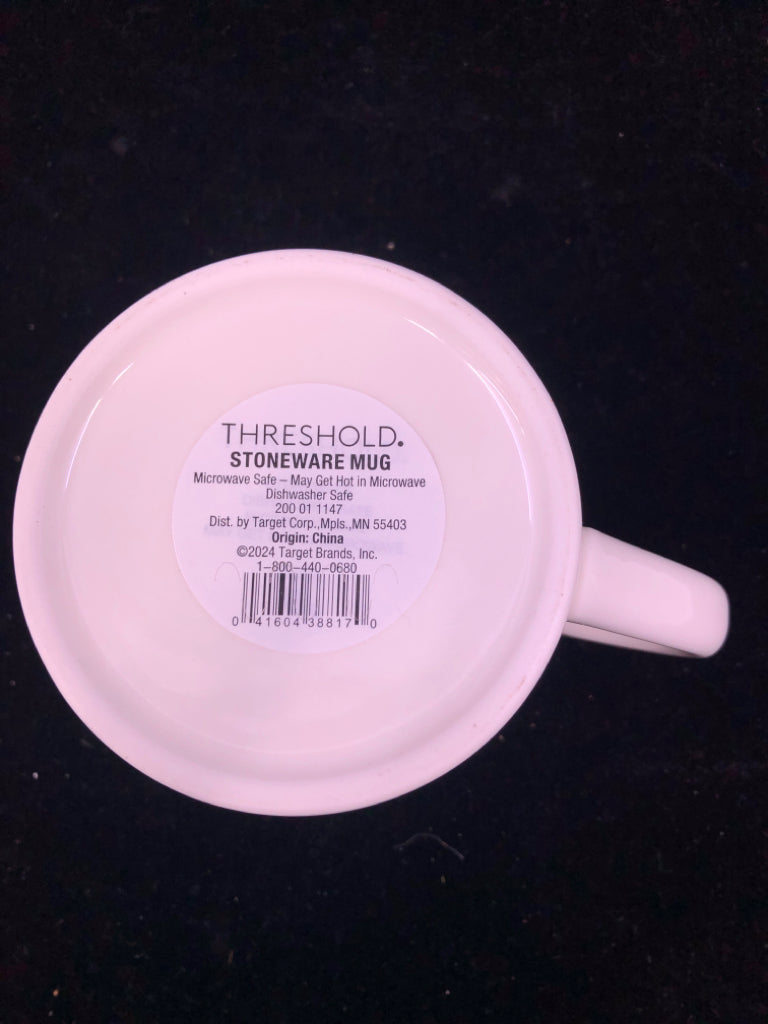 THRESHOLD.
STONEWARE MUG
Microwave Safe – May Get Hot in Microwave
Dishwasher Safe
200 01 1147
Dist. by Target Corp.,Mpls.,MN 55403
Origin: China
©2024 Target Brands, Inc.
1-800-440-0680
0 41604 38817 0